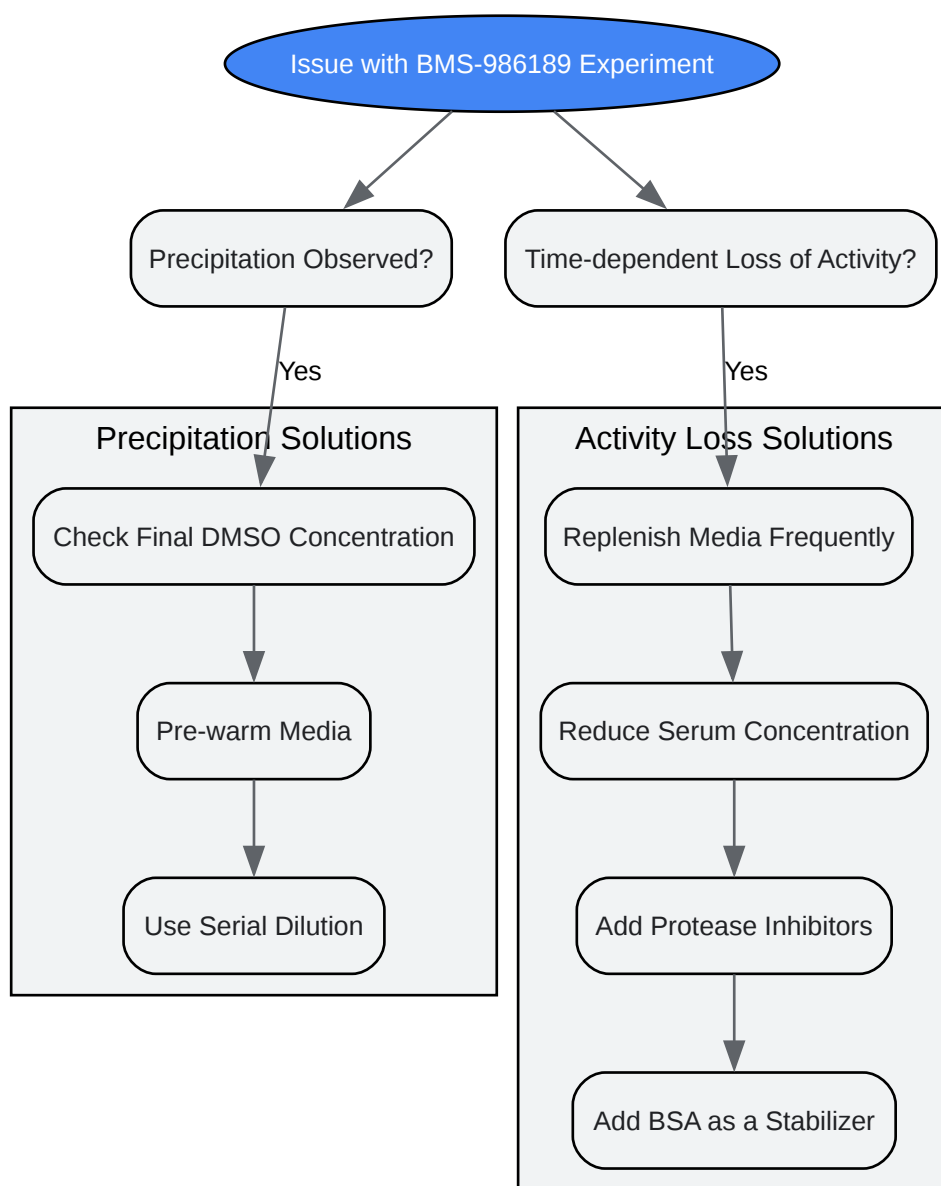 Issue with BMS-986189 Experiment
Precipitation Observed?
Time-dependent Loss of Activity?
Yes
Yes
Precipitation Solutions
Activity Loss Solutions
Check Final DMSO Concentration
Replenish Media Frequently
Pre-warm Media
Reduce Serum Concentration
Use Serial Dilution
Add Protease Inhibitors
Add BSA as a Stabilizer